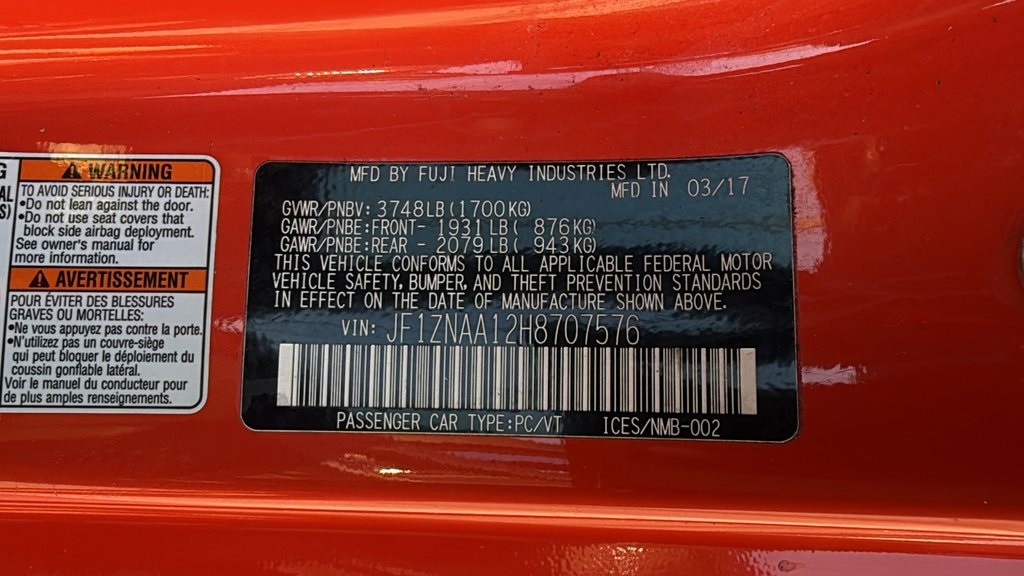 G
AL
S)
WARNING
TO AVOID SERIOUS INJURY OR DEATH:
•Do not lean against the door.
•Do not use seat covers that
block side airbag deployment.
See owner's manual for
more information.
AVERTISSEMENT
POUR ÉVITER DES BLESSURES
GRAVES OU MORTELLES:
•Ne vous appuyez pas contre la porte.
•N'utilisez pas un couvre-siège
qui peut bloquer le déploiement du
coussin gonflable latéral.
Voir le manuel du conducteur pour
de plus amples renseignements.
MFD BY FUJI HEAVY INDUSTRIES LTD.
MFD IN 03/17
GVWR/PNBV: 3748LB(1700KG)
GAWR/PNBE:FRONT- 1931LB( 876KG)
GAWR/PNBE:REAR - 2079LB( 943KG)
THIS VEHICLE CONFORMS TO ALL APPLICABLE FEDERAL MOTOR
VEHICLE SAFETY, BUMPER, AND THEFT PREVENTION STANDARDS
IN EFFECT ON THE DATE OF MANUFACTURE SHOWN ABOVE.
VIN: JF1ZNAA12H8707576
PASSENGER CAR TYPE:PC/VT ICES/NMB-002